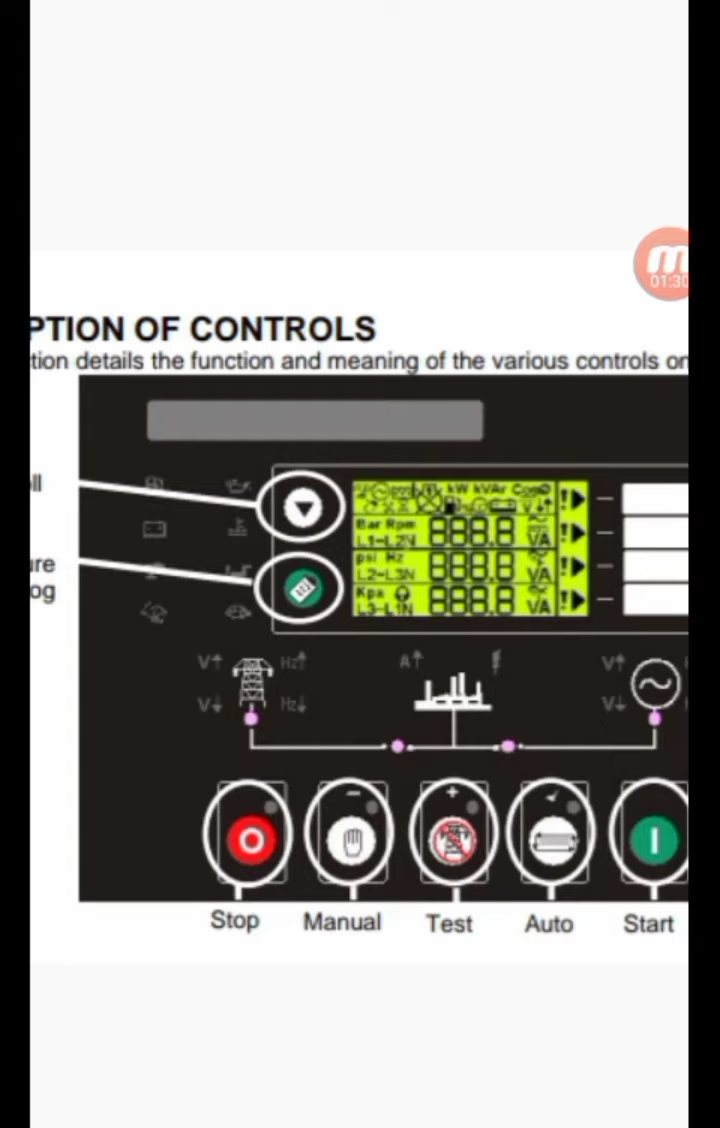 01:30
PTION OF CONTROLS
tion details the function and meaning of the various controls on
ll
ure
og
kW kVAr Cosφ
Bar Rpm 888.8 VA
L1-L2N
psi Hz 888.8 VA
L2-L3N
Kpa 888.8 VA
L3-L1N
V↑ Hz↑ A↑ V↑
V↓ Hz↓ V↓
− +
Stop Manual Test Auto Start